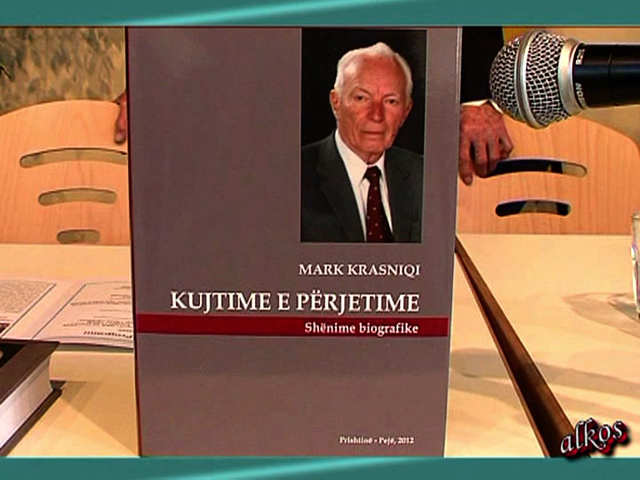 MARK KRASNIQI
KUJTIME E PËRJETIME
Shënime biografike
Prishtinë - Pejë, 2012
alkos